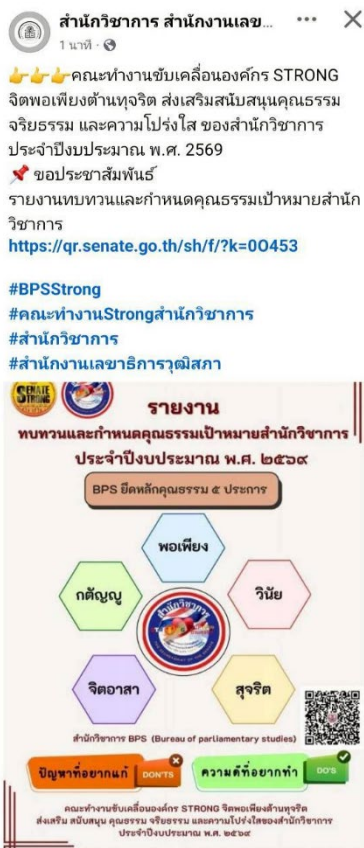 สำนักวิชาการ สำนักงานเลข...
1 นาที ·
👉👉👉คณะทำงานขับเคลื่อนองค์กร STRONG
จิตพอเพียงต้านทุจริต ส่งเสริมสนับสนุนคุณธรรม
จริยธรรม และความโปร่งใส ของสำนักวิชาการ
ประจำปีงบประมาณ พ.ศ. 2569
📌 ขอประชาสัมพันธ์
รายงานทบทวนและกำหนดคุณธรรมเป้าหมายสำนัก
วิชาการ
https://qr.senate.go.th/sh/f/?k=0O453
#BPSStrong
#คณะทำงานStrongสำนักวิชาการ
#สำนักวิชาการ
#สำนักงานเลขาธิการวุฒิสภา
SENATE
STRONG
รายงาน
ทบทวนและกำหนดคุณธรรมเป้าหมายสำนักวิชาการ
ประจำปีงบประมาณ พ.ศ. ๒๕๖๙
BPS ยึดหลักคุณธรรม ๕ ประการ
พอเพียง
กตัญญู
วินัย
สำนักวิชาการ
จิตอาสา
สุจริต
สำนักวิชาการ BPS (Bureau of parliamentary studies)
ปัญหาที่อยากแก้ DON'TS
ความดีที่อยากทำ DO'S
คณะทำงานขับเคลื่อนองค์กร STRONG จิตพอเพียงต้านทุจริต
ส่งเสริม สนับสนุน คุณธรรม จริยธรรม และความโปร่งใสของสำนักวิชาการ
ประจำปีงบประมาณ พ.ศ. ๒๕๖๙